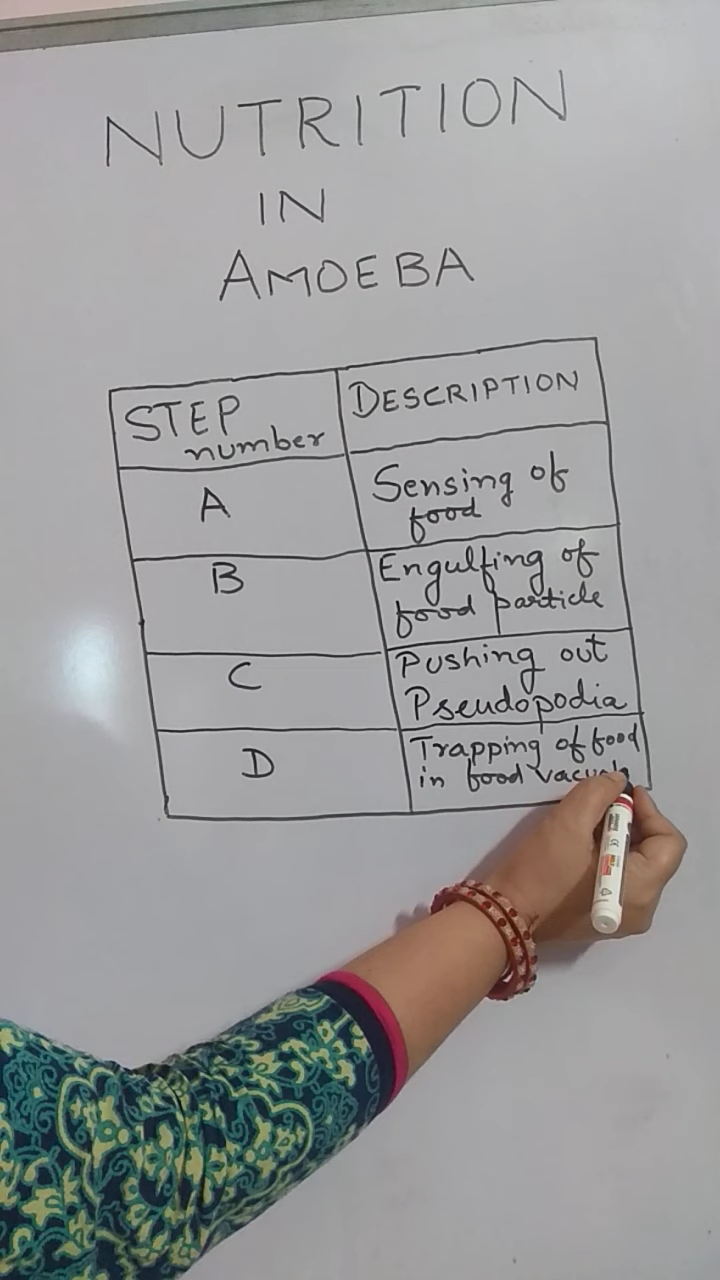 NUTRITION
IN
AMOEBA
STEP
number
DESCRIPTION
A
Sensing of
food
B
Engulfing of
food particle
C
Pushing out
Pseudopodia
D
Trapping of food
in food